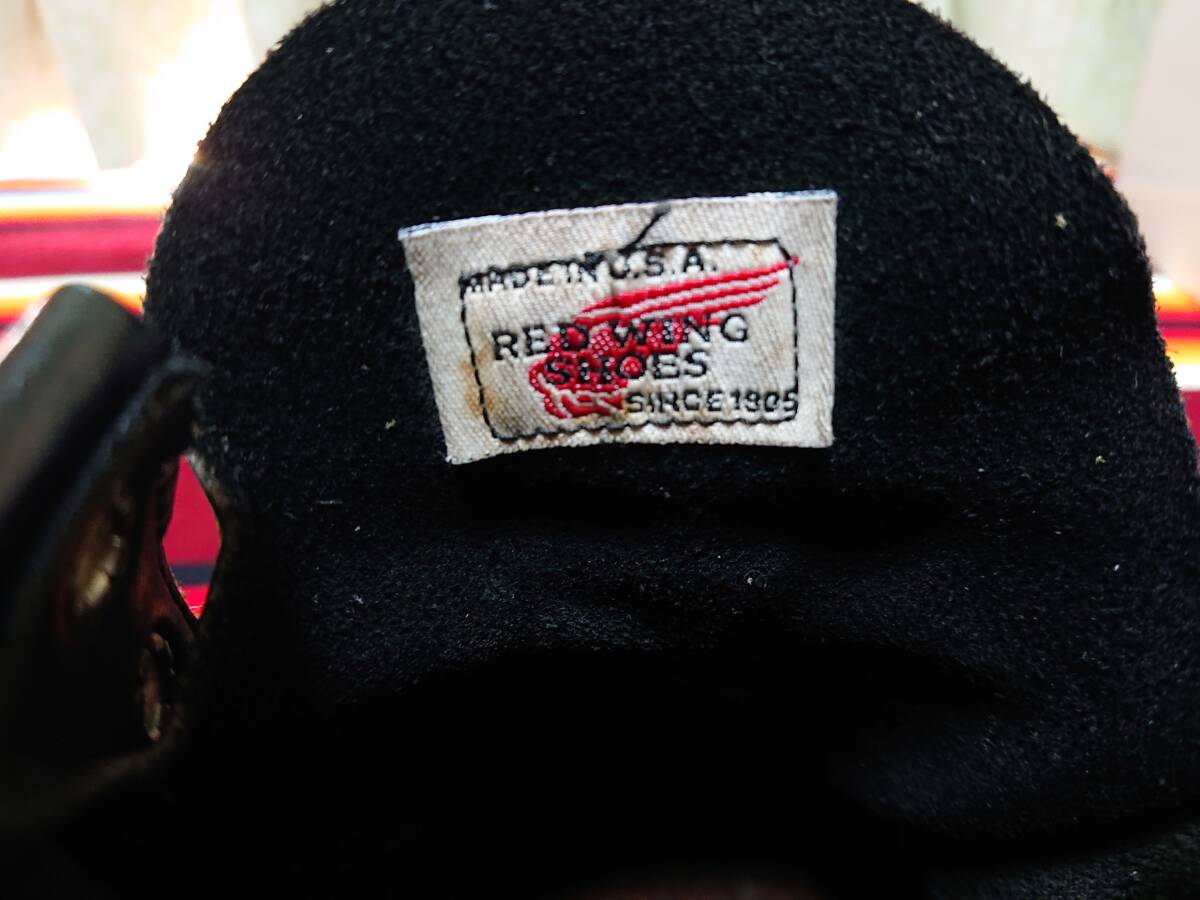 MADE IN U.S.A.
RED WING
SHOES
SINCE 1905